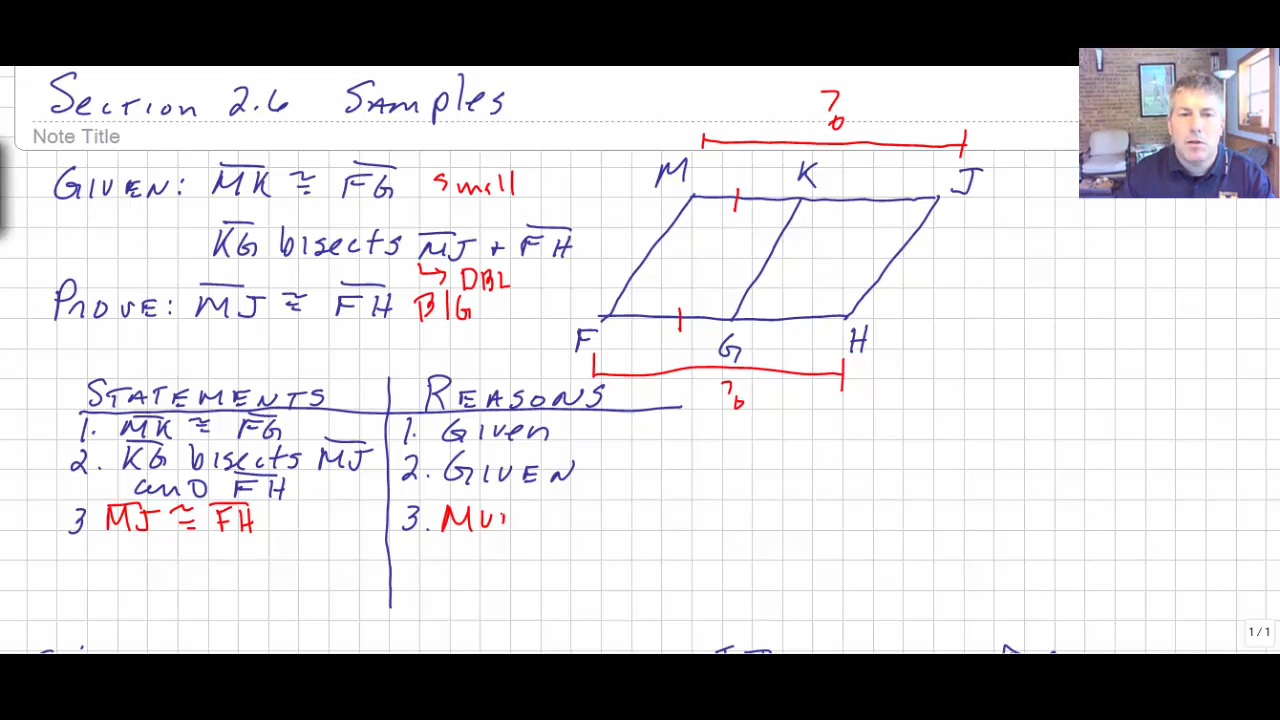 Section 2.6 Samples
Note Title
Given: MK ≅ FG small
KG bisects MJ + FH
↳ DBL
Prove: MJ ≅ FH BIG
?
M K J
F G H
?
Statements Reasons
1. MK ≅ FG 1. Given
2. KG bisects MJ 2. Given
and FH
3 MJ ≅ FH 3. Mu
1 / 1